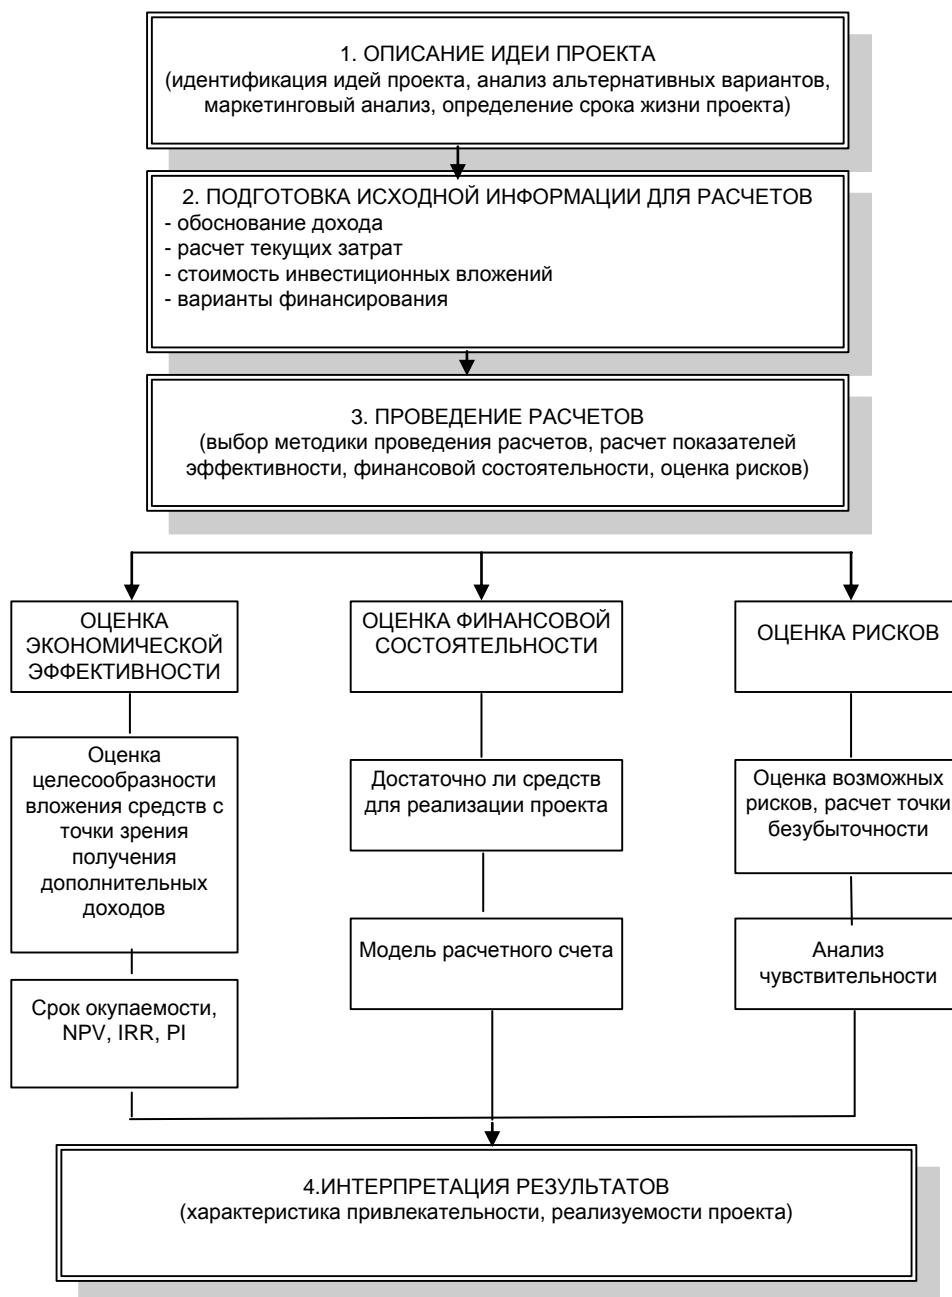 1. ОПИСАНИЕ ИДЕИ ПРОЕКТА
(идентификация идей проекта, анализ альтернативных вариантов,
маркетинговый анализ, определение срока жизни проекта)
2. ПОДГОТОВКА ИСХОДНОЙ ИНФОРМАЦИИ ДЛЯ РАСЧЕТОВ
- обоснование дохода
- расчет текущих затрат
- стоимость инвестиционных вложений
- варианты финансирования
3. ПРОВЕДЕНИЕ РАСЧЕТОВ
(выбор методики проведения расчетов, расчет показателей
эффективности, финансовой состоятельности, оценка рисков)
ОЦЕНКА
ЭКОНОМИЧЕСКОЙ
ЭФФЕКТИВНОСТИ
ОЦЕНКА ФИНАНСОВОЙ
СОСТОЯТЕЛЬНОСТИ
ОЦЕНКА РИСКОВ
Оценка
целесообразности
вложения средств с
точки зрения
получения
дополнительных
доходов
Достаточно ли средств
для реализации проекта
Оценка возможных
рисков, расчет точки
безубыточности
Срок окупаемости,
NPV, IRR, PI
Модель расчетного счета
Анализ
чувствительности
4.ИНТЕРПРЕТАЦИЯ РЕЗУЛЬТАТОВ
(характеристика привлекательности, реализуемости проекта)